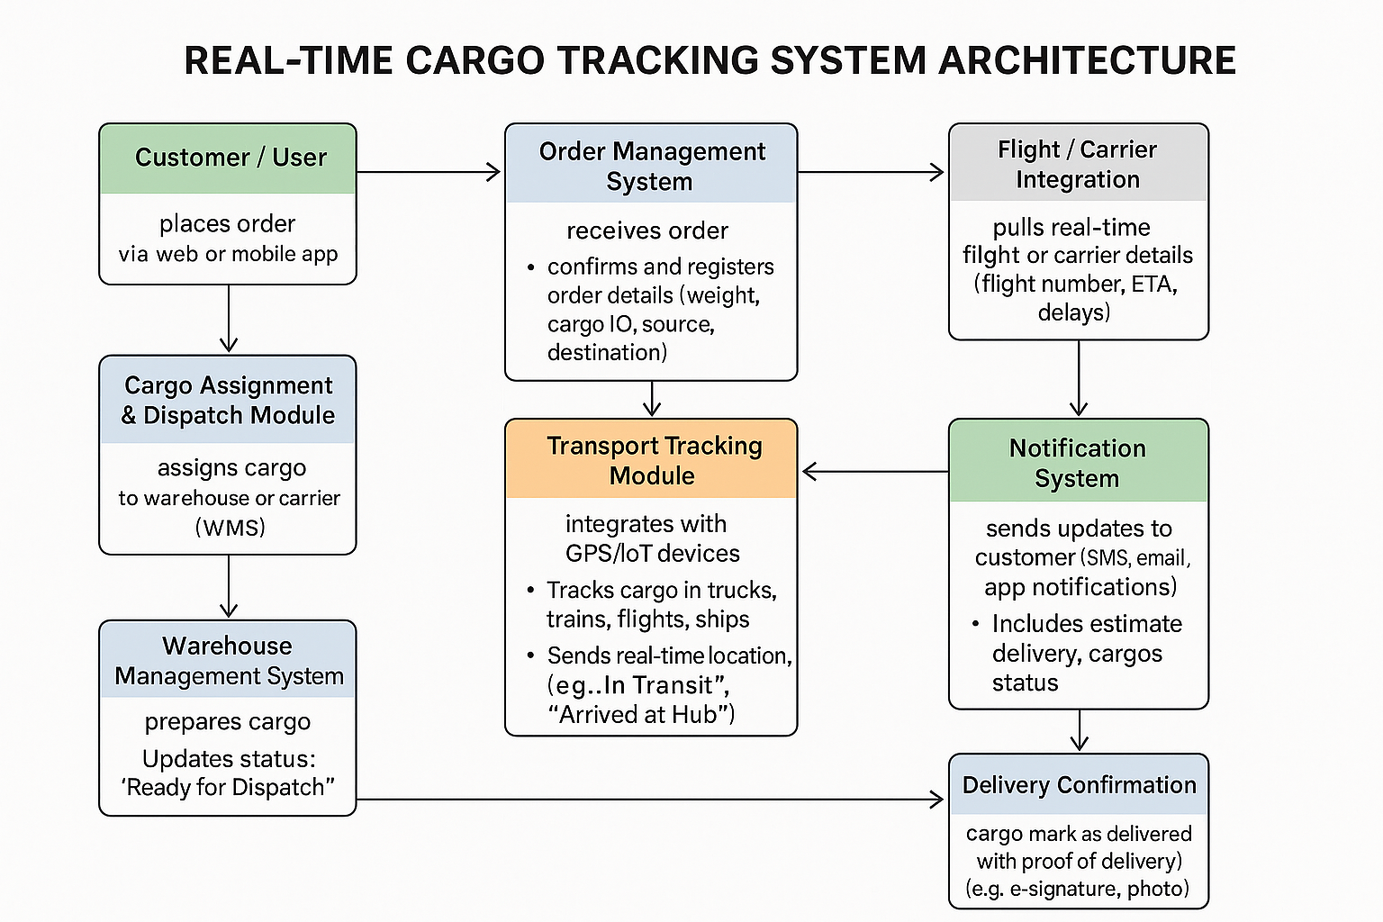 REAL-TIME CARGO TRACKING SYSTEM ARCHITECTURE
Customer / User
places order
via web or mobile app
Cargo Assignment
& Dispatch Module
assigns cargo
to warehouse or carrier
(WMS)
Warehouse
Management System
prepares cargo
Updates status:
‘Ready for Dispatch”
Order Management
System
receives order
• confirms and registers
order details (weight,
cargo IO, source,
destination)
Transport Tracking
Module
integrates with
GPS/IoT devices
• Tracks cargo in trucks,
trains, flights, ships
• Sends real-time location,
(eg..In Transit”,
“Arrived at Hub”)
Flight / Carrier
Integration
pulls real-time
filght or carrier details
(flight number, ETA,
delays)
Notification
System
sends updates to
customer (SMS, email,
app notifications)
• Includes estimate
delivery, cargos
status
Delivery Confirmation
cargo mark as delivered
with proof of delivery)
(e.g. e-signature, photo)